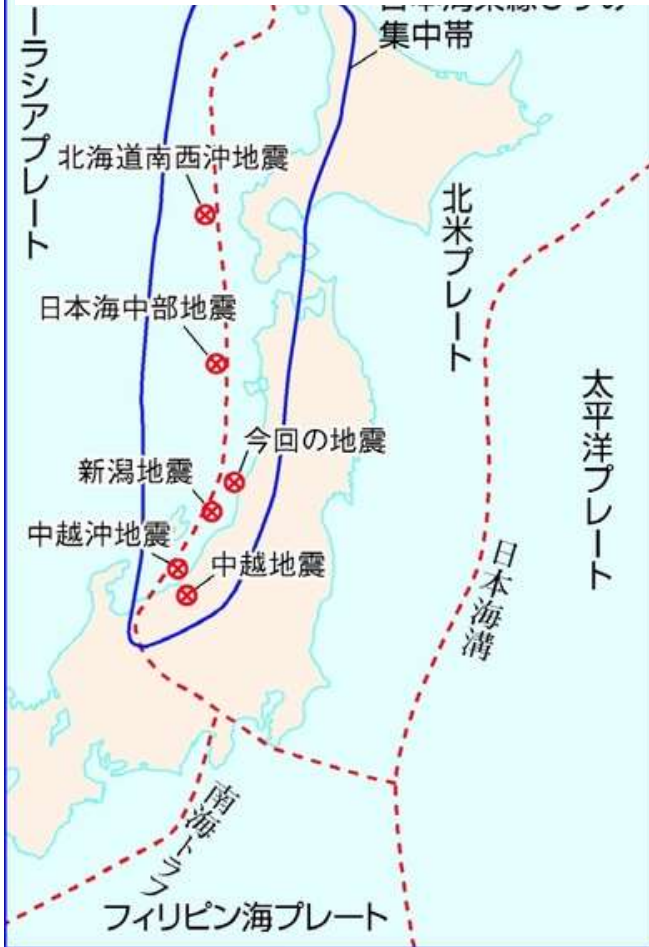 集中帯
ーラシアプレート
北海道南西沖地震
北米プレート
日本海中部地震
太平洋プレート
今回の地震
新潟地震
中越沖地震
中越地震
日本海溝
南海トラフ
フィリピン海プレート